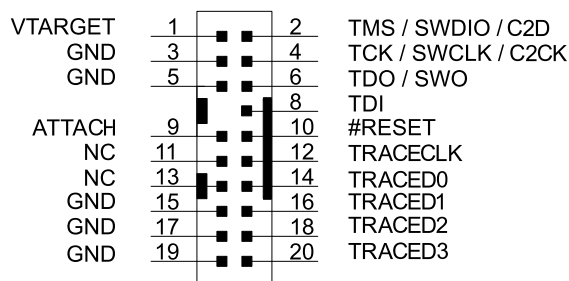 VTARGET 1 2 TMS / SWDIO / C2D
GND 3 4 TCK / SWCLK / C2CK
GND 5 6 TDO / SWO
8 TDI
ATTACH 9 10 #RESET
NC 11 12 TRACECLK
NC 13 14 TRACED0
GND 15 16 TRACED1
GND 17 18 TRACED2
GND 19 20 TRACED3